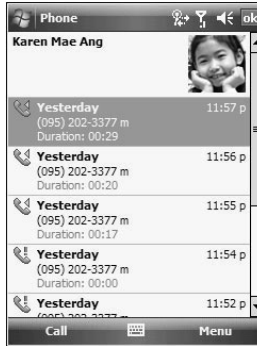 Phone
ok
Karen Mae Ang
Yesterday 11:57 p
(095) 202-3377 m
Duration: 00:29
Yesterday 11:56 p
(095) 202-3377 m
Duration: 00:20
Yesterday 11:55 p
(095) 202-3377 m
Duration: 00:17
Yesterday 11:54 p
(095) 202-3377 m
Duration: 00:00
Yesterday 11:52 p
Call Menu